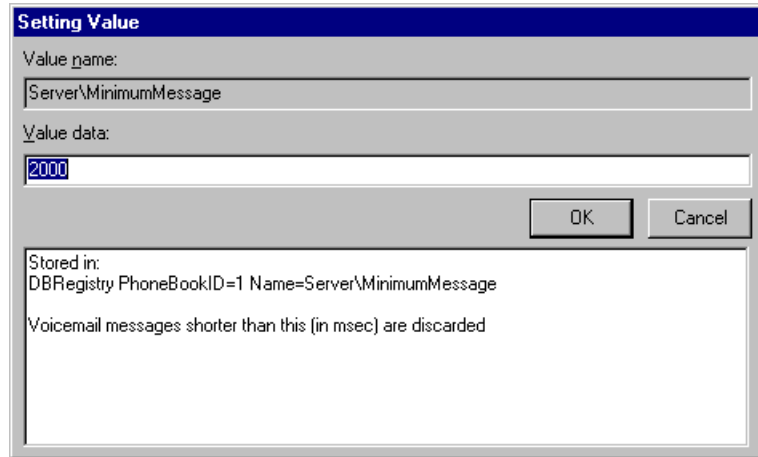 Setting Value
Value name:
Server\MinimumMessage
Value data:
2000
OK
Cancel
Stored in:
DBRegistry PhoneBookID=1 Name=Server\MinimumMessage
Voicemail messages shorter than this (in msec) are discarded